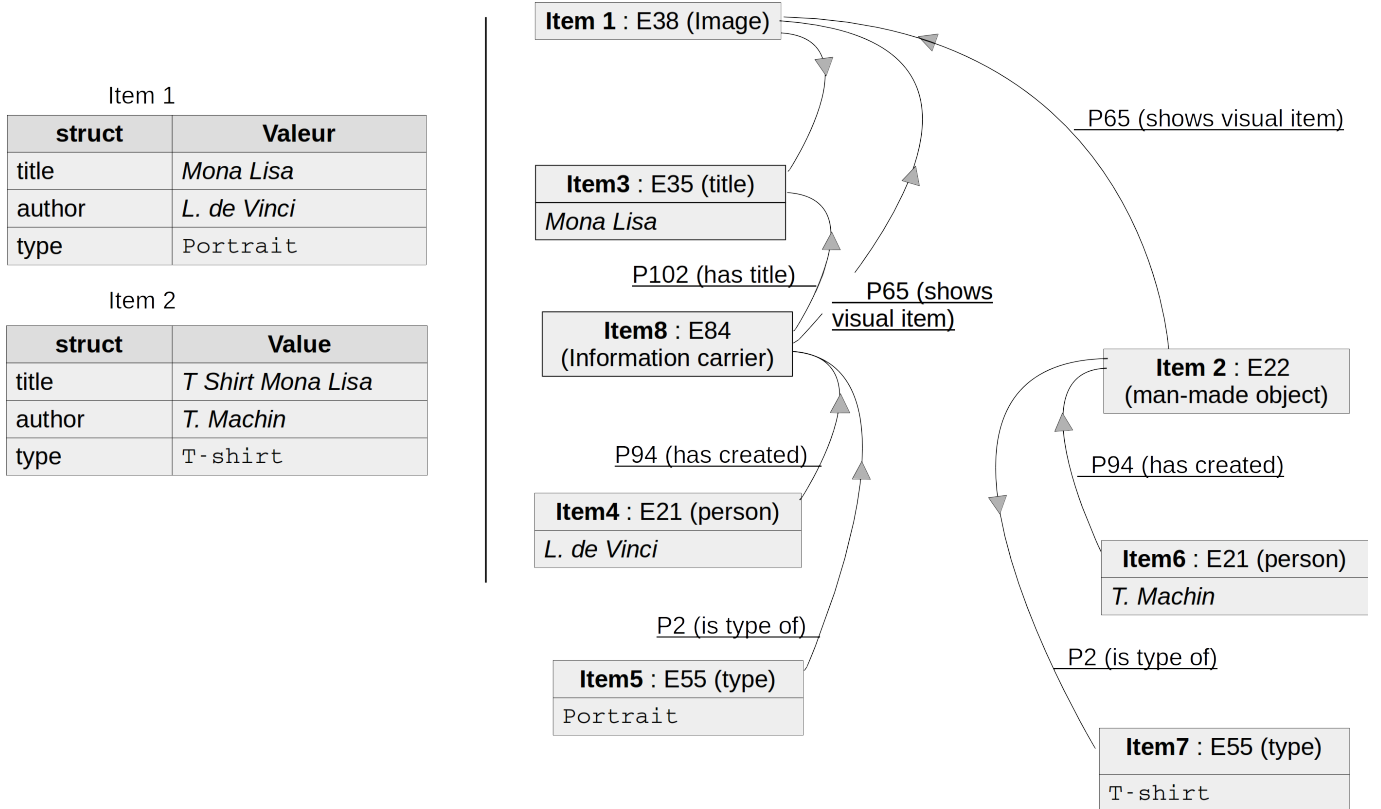 Item 1
struct Valeur
title Mona Lisa
author L. de Vinci
type Portrait
Item 2
struct Value
title T Shirt Mona Lisa
author T. Machin
type T-shirt
Item 1 : E38 (Image)
P65 (shows visual item)
Item3 : E35 (title)
Mona Lisa
P102 (has title)
P65 (shows
visual item)
Item8 : E84
(Information carrier)
Item 2 : E22
(man-made object)
P94 (has created)
P94 (has created)
Item4 : E21 (person)
L. de Vinci
Item6 : E21 (person)
T. Machin
P2 (is type of)
P2 (is type of)
Item5 : E55 (type)
Portrait
Item7 : E55 (type)
T-shirt